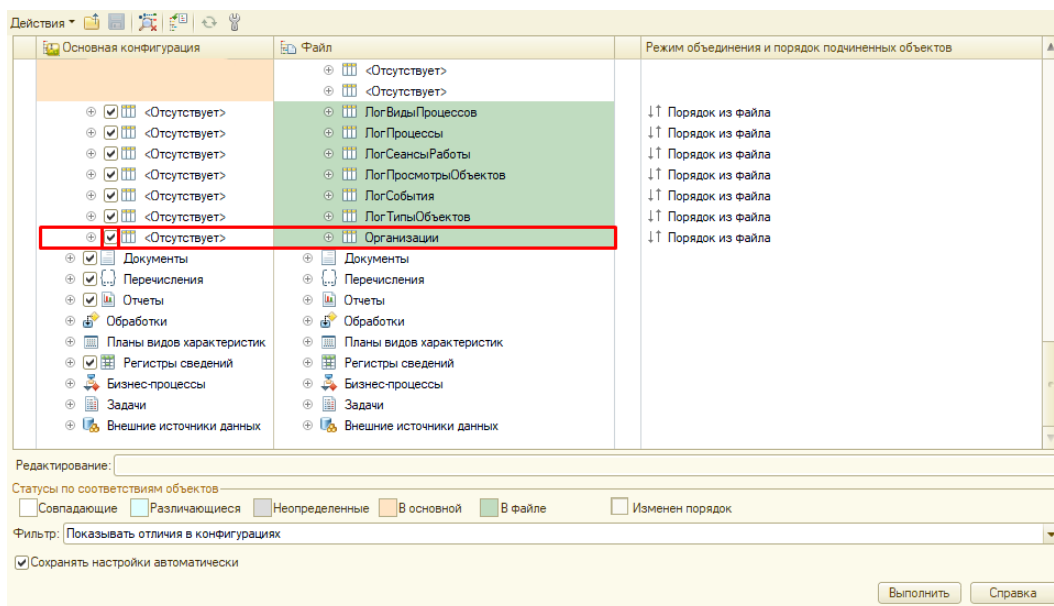 Действия
Основная конфигурация Файл Режим объединения и порядок подчиненных объектов
<Отсутствует>
<Отсутствует>
<Отсутствует> ЛогВидыПроцессов Порядок из файла
<Отсутствует> ЛогПроцессы Порядок из файла
<Отсутствует> ЛогСеансыРаботы Порядок из файла
<Отсутствует> ЛогПросмотрыОбъектов Порядок из файла
<Отсутствует> ЛогСобытия Порядок из файла
<Отсутствует> ЛогТипыОбъектов Порядок из файла
<Отсутствует> Организации Порядок из файла
Документы Документы
Перечисления Перечисления
Отчеты Отчеты
Обработки Обработки
Планы видов характеристик Планы видов характеристик
Регистры сведений Регистры сведений
Бизнес-процессы Бизнес-процессы
Задачи Задачи
Внешние источники данных Внешние источники данных
Редактирование:
Статусы по соответствиям объектов
Совпадающие Различающиеся Неопределенные В основной В файле Изменен порядок
Фильтр: Показывать отличия в конфигурациях
Сохранять настройки автоматически
Выполнить Справка